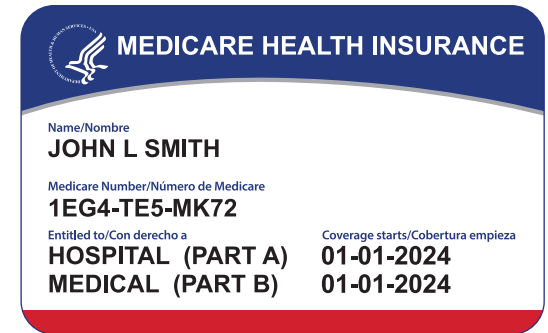 MEDICARE HEALTH INSURANCE
Name/Nombre
JOHN L SMITH
Medicare Number/Número de Medicare
1EG4-TE5-MK72
Entitled to/Con derecho a Coverage starts/Cobertura empieza
HOSPITAL (PART A) 01-01-2024
MEDICAL (PART B) 01-01-2024